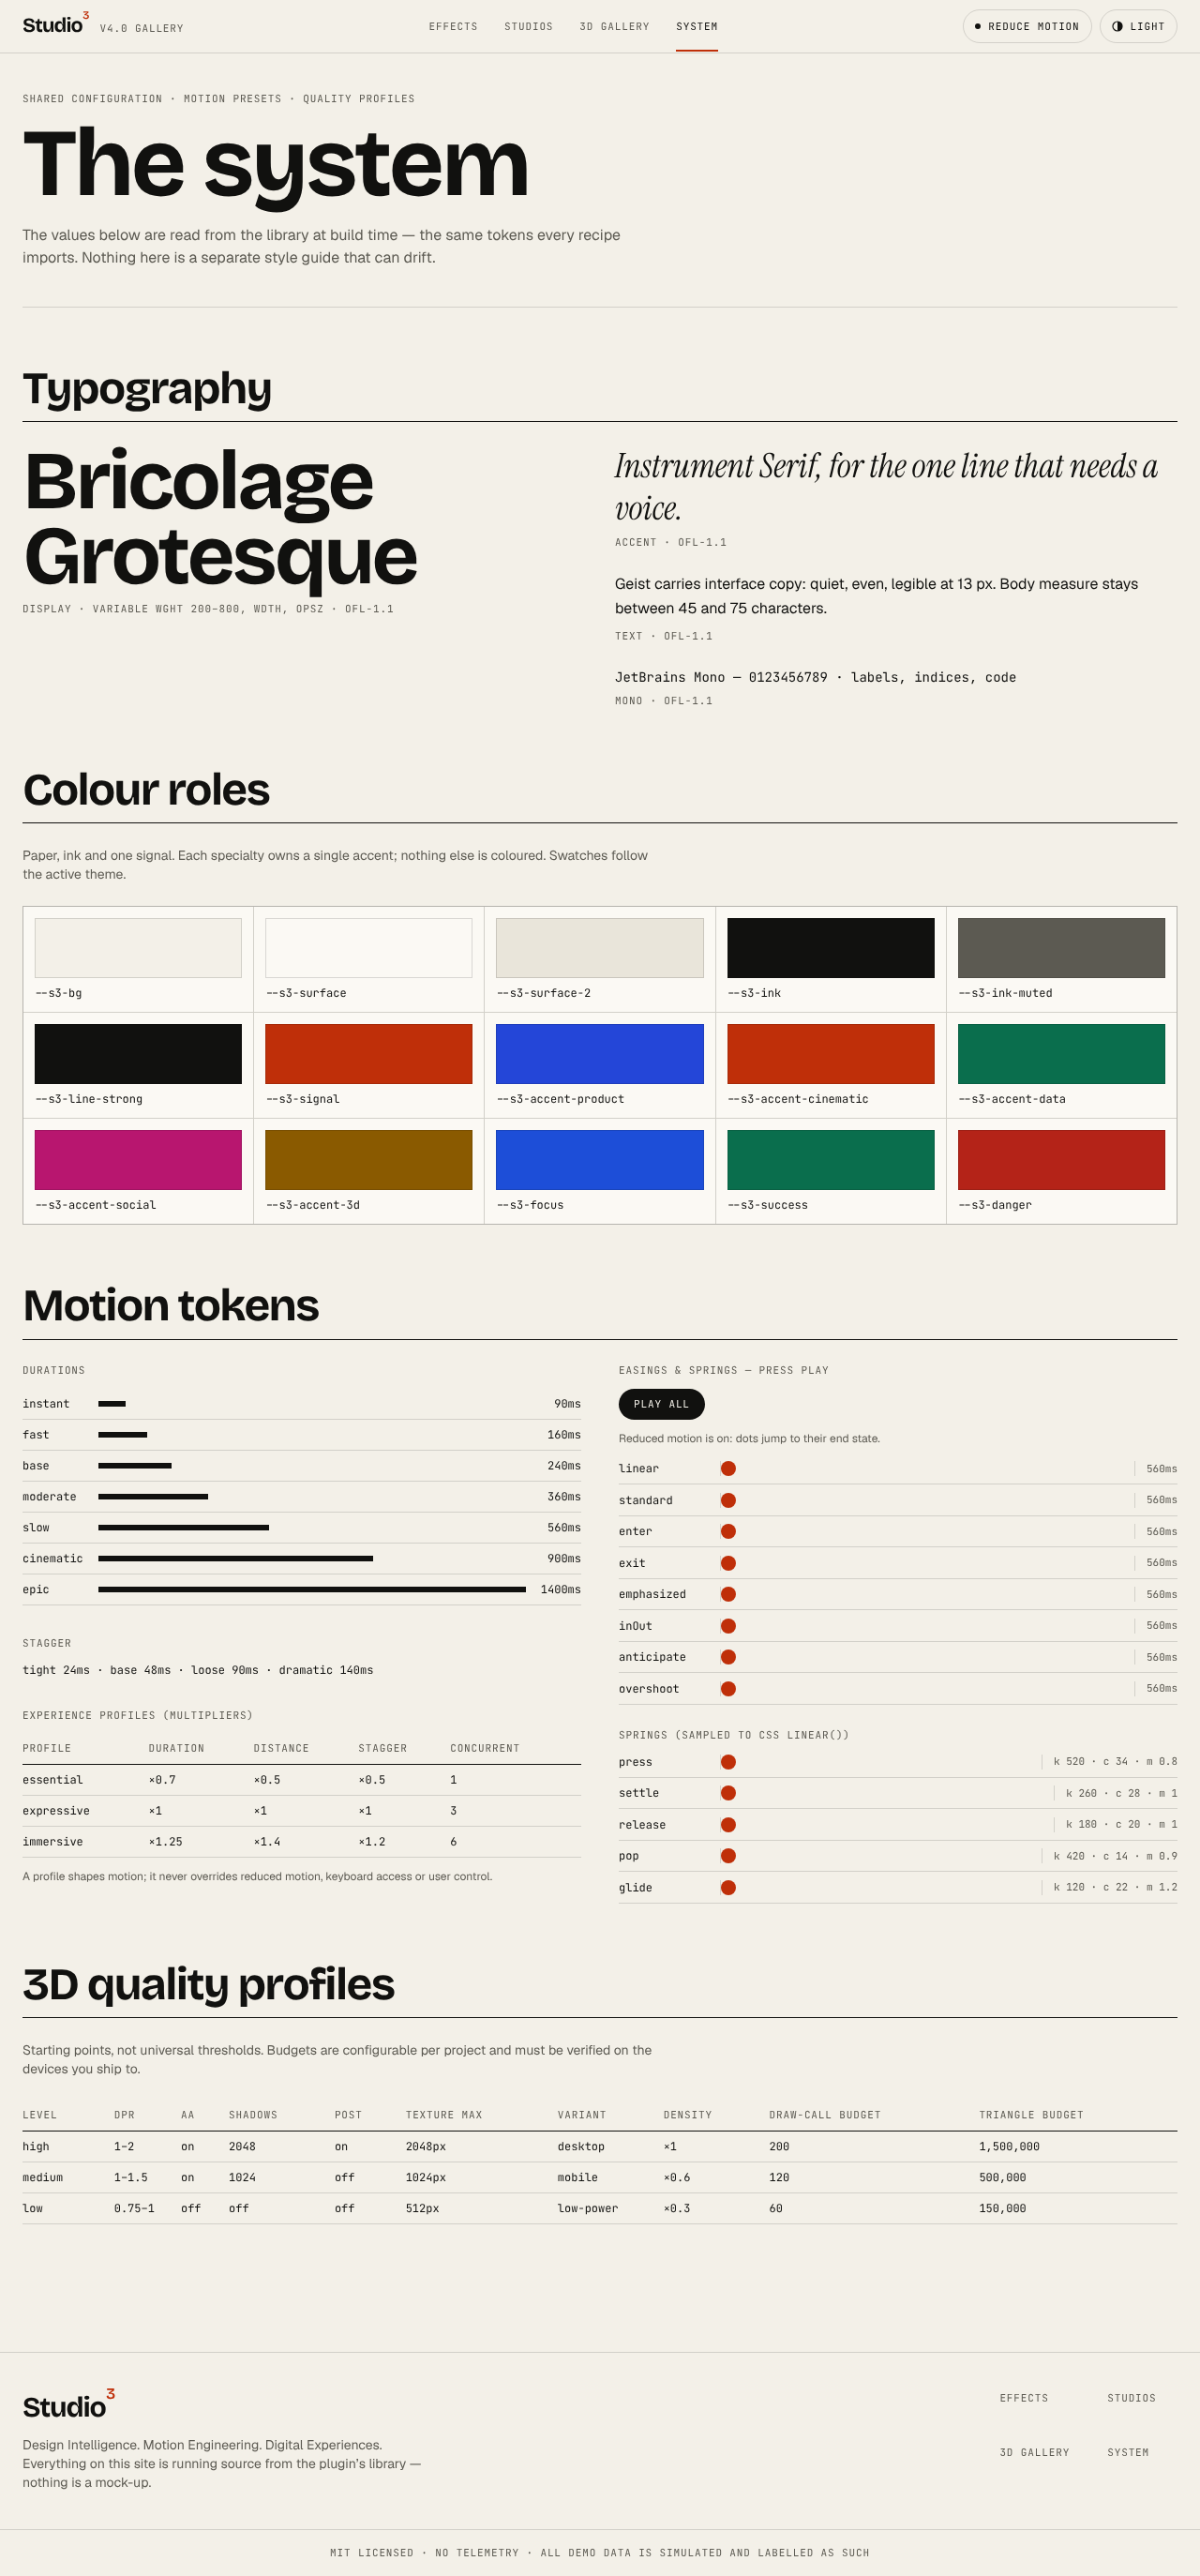 Studio3 V4.0 GALLERY
EFFECTS STUDIOS 3D GALLERY SYSTEM
REDUCE MOTION LIGHT
SHARED CONFIGURATION · MOTION PRESETS · QUALITY PROFILES
The system
The values below are read from the library at build time — the same tokens every recipe
imports. Nothing here is a separate style guide that can drift.
Typography
Bricolage
Grotesque
DISPLAY · VARIABLE WGHT 200–800, WDTH, OPSZ · OFL-1.1
Instrument Serif, for the one line that needs a
voice.
ACCENT · OFL-1.1
Geist carries interface copy: quiet, even, legible at 13 px. Body measure stays
between 45 and 75 characters.
TEXT · OFL-1.1
JetBrains Mono — 0123456789 · labels, indices, code
MONO · OFL-1.1
Colour roles
Paper, ink and one signal. Each specialty owns a single accent; nothing else is coloured. Swatches follow
the active theme.
--s3-bg --s3-surface --s3-surface-2 --s3-ink --s3-ink-muted
--s3-line-strong --s3-signal --s3-accent-product --s3-accent-cinematic --s3-accent-data
--s3-accent-social --s3-accent-3d --s3-focus --s3-success --s3-danger
Motion tokens
DURATIONS
instant 90ms
fast 160ms
base 240ms
moderate 360ms
slow 560ms
cinematic 900ms
epic 1400ms
STAGGER
tight 24ms · base 48ms · loose 90ms · dramatic 140ms
EXPERIENCE PROFILES (MULTIPLIERS)
PROFILE DURATION DISTANCE STAGGER CONCURRENT
essential ×0.7 ×0.5 ×0.5 1
expressive ×1 ×1 ×1 3
immersive ×1.25 ×1.4 ×1.2 6
A profile shapes motion; it never overrides reduced motion, keyboard access or user control.
EASINGS & SPRINGS — PRESS PLAY
PLAY ALL
Reduced motion is on: dots jump to their end state.
linear 560ms
standard 560ms
enter 560ms
exit 560ms
emphasized 560ms
inOut 560ms
anticipate 560ms
overshoot 560ms
SPRINGS (SAMPLED TO CSS LINEAR())
press k 520 · c 34 · m 0.8
settle k 260 · c 28 · m 1
release k 180 · c 20 · m 1
pop k 420 · c 14 · m 0.9
glide k 120 · c 22 · m 1.2
3D quality profiles
Starting points, not universal thresholds. Budgets are configurable per project and must be verified on the
devices you ship to.
LEVEL DPR AA SHADOWS POST TEXTURE MAX VARIANT DENSITY DRAW-CALL BUDGET TRIANGLE BUDGET
high 1–2 on 2048 on 2048px desktop ×1 200 1,500,000
medium 1–1.5 on 1024 off 1024px mobile ×0.6 120 500,000
low 0.75–1 off off off 512px low-power ×0.3 60 150,000
Studio3
Design Intelligence. Motion Engineering. Digital Experiences.
Everything on this site is running source from the plugin's library —
nothing is a mock-up.
EFFECTS STUDIOS
3D GALLERY SYSTEM
MIT LICENSED · NO TELEMETRY · ALL DEMO DATA IS SIMULATED AND LABELLED AS SUCH